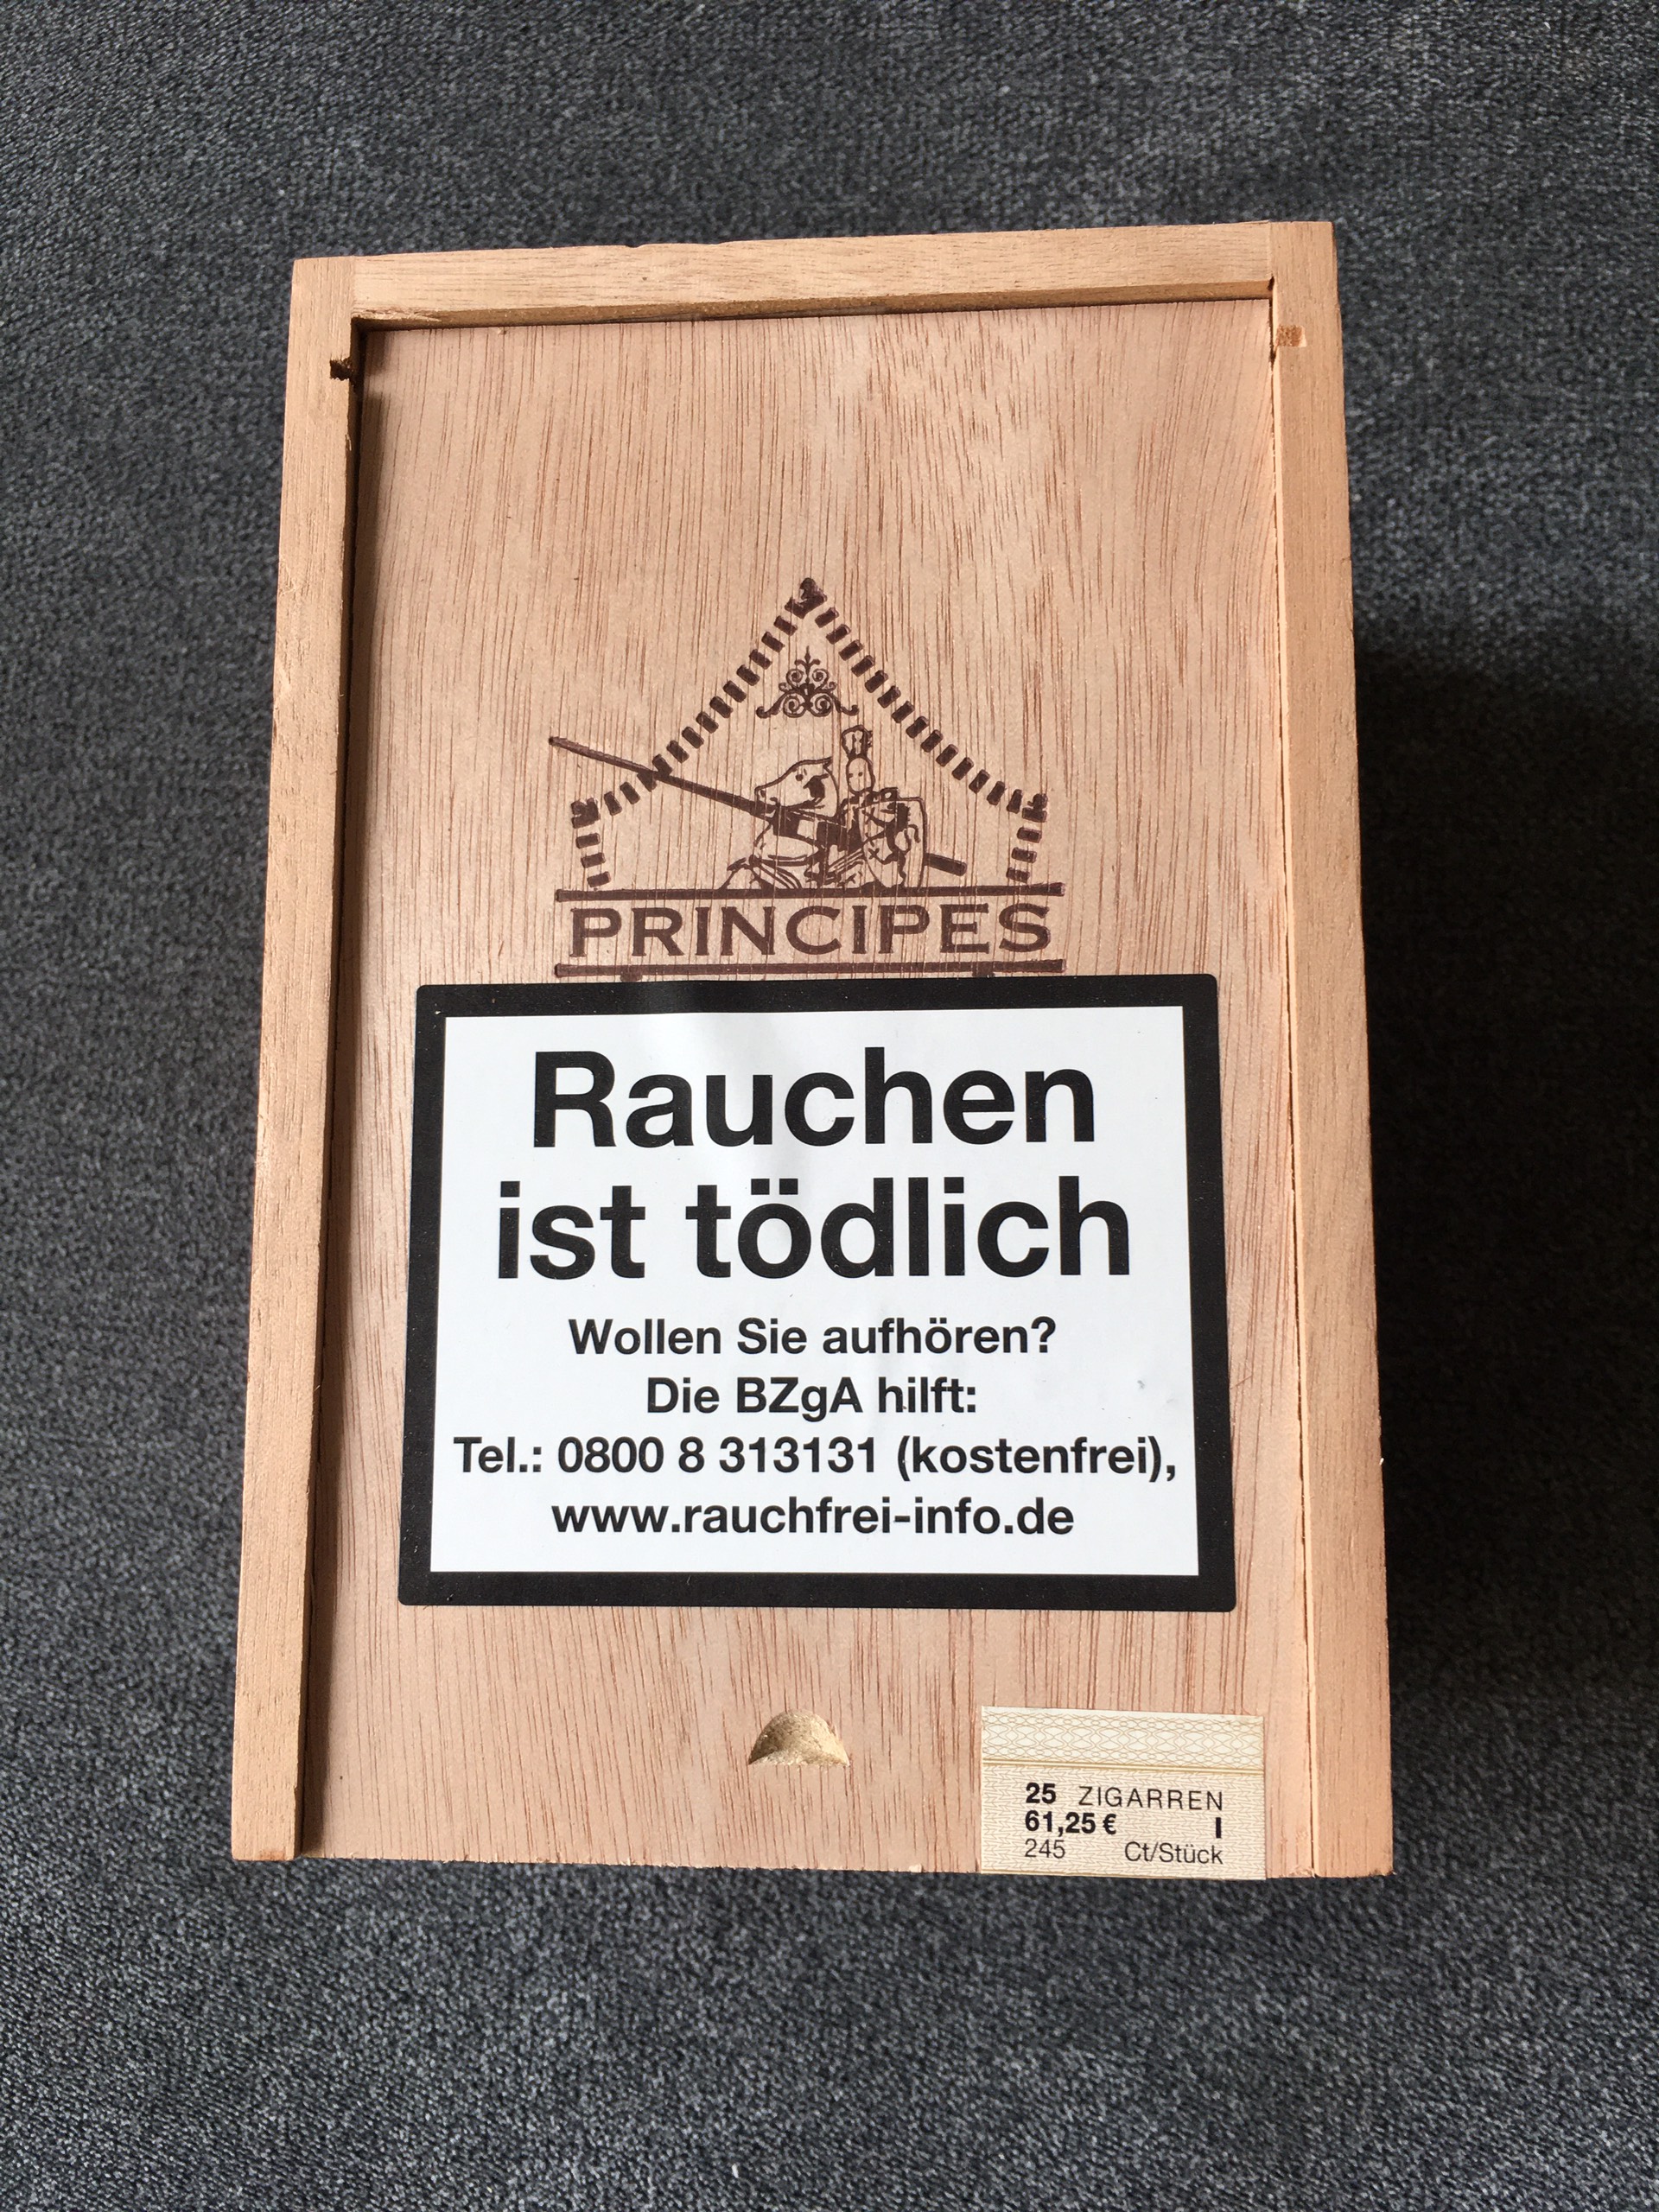 PRINCIPES
Rauchen
ist tödlich
Wollen Sie aufhören?
Die BZgA hilft:
Tel.: 0800 8 313131 (kostenfrei),
www.rauchfrei-info.de
25 ZIGARREN
61,25 € I
245 Ct/Stück